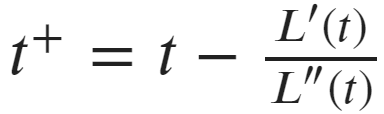 t⁺ = t − L′(t) / L″(t)